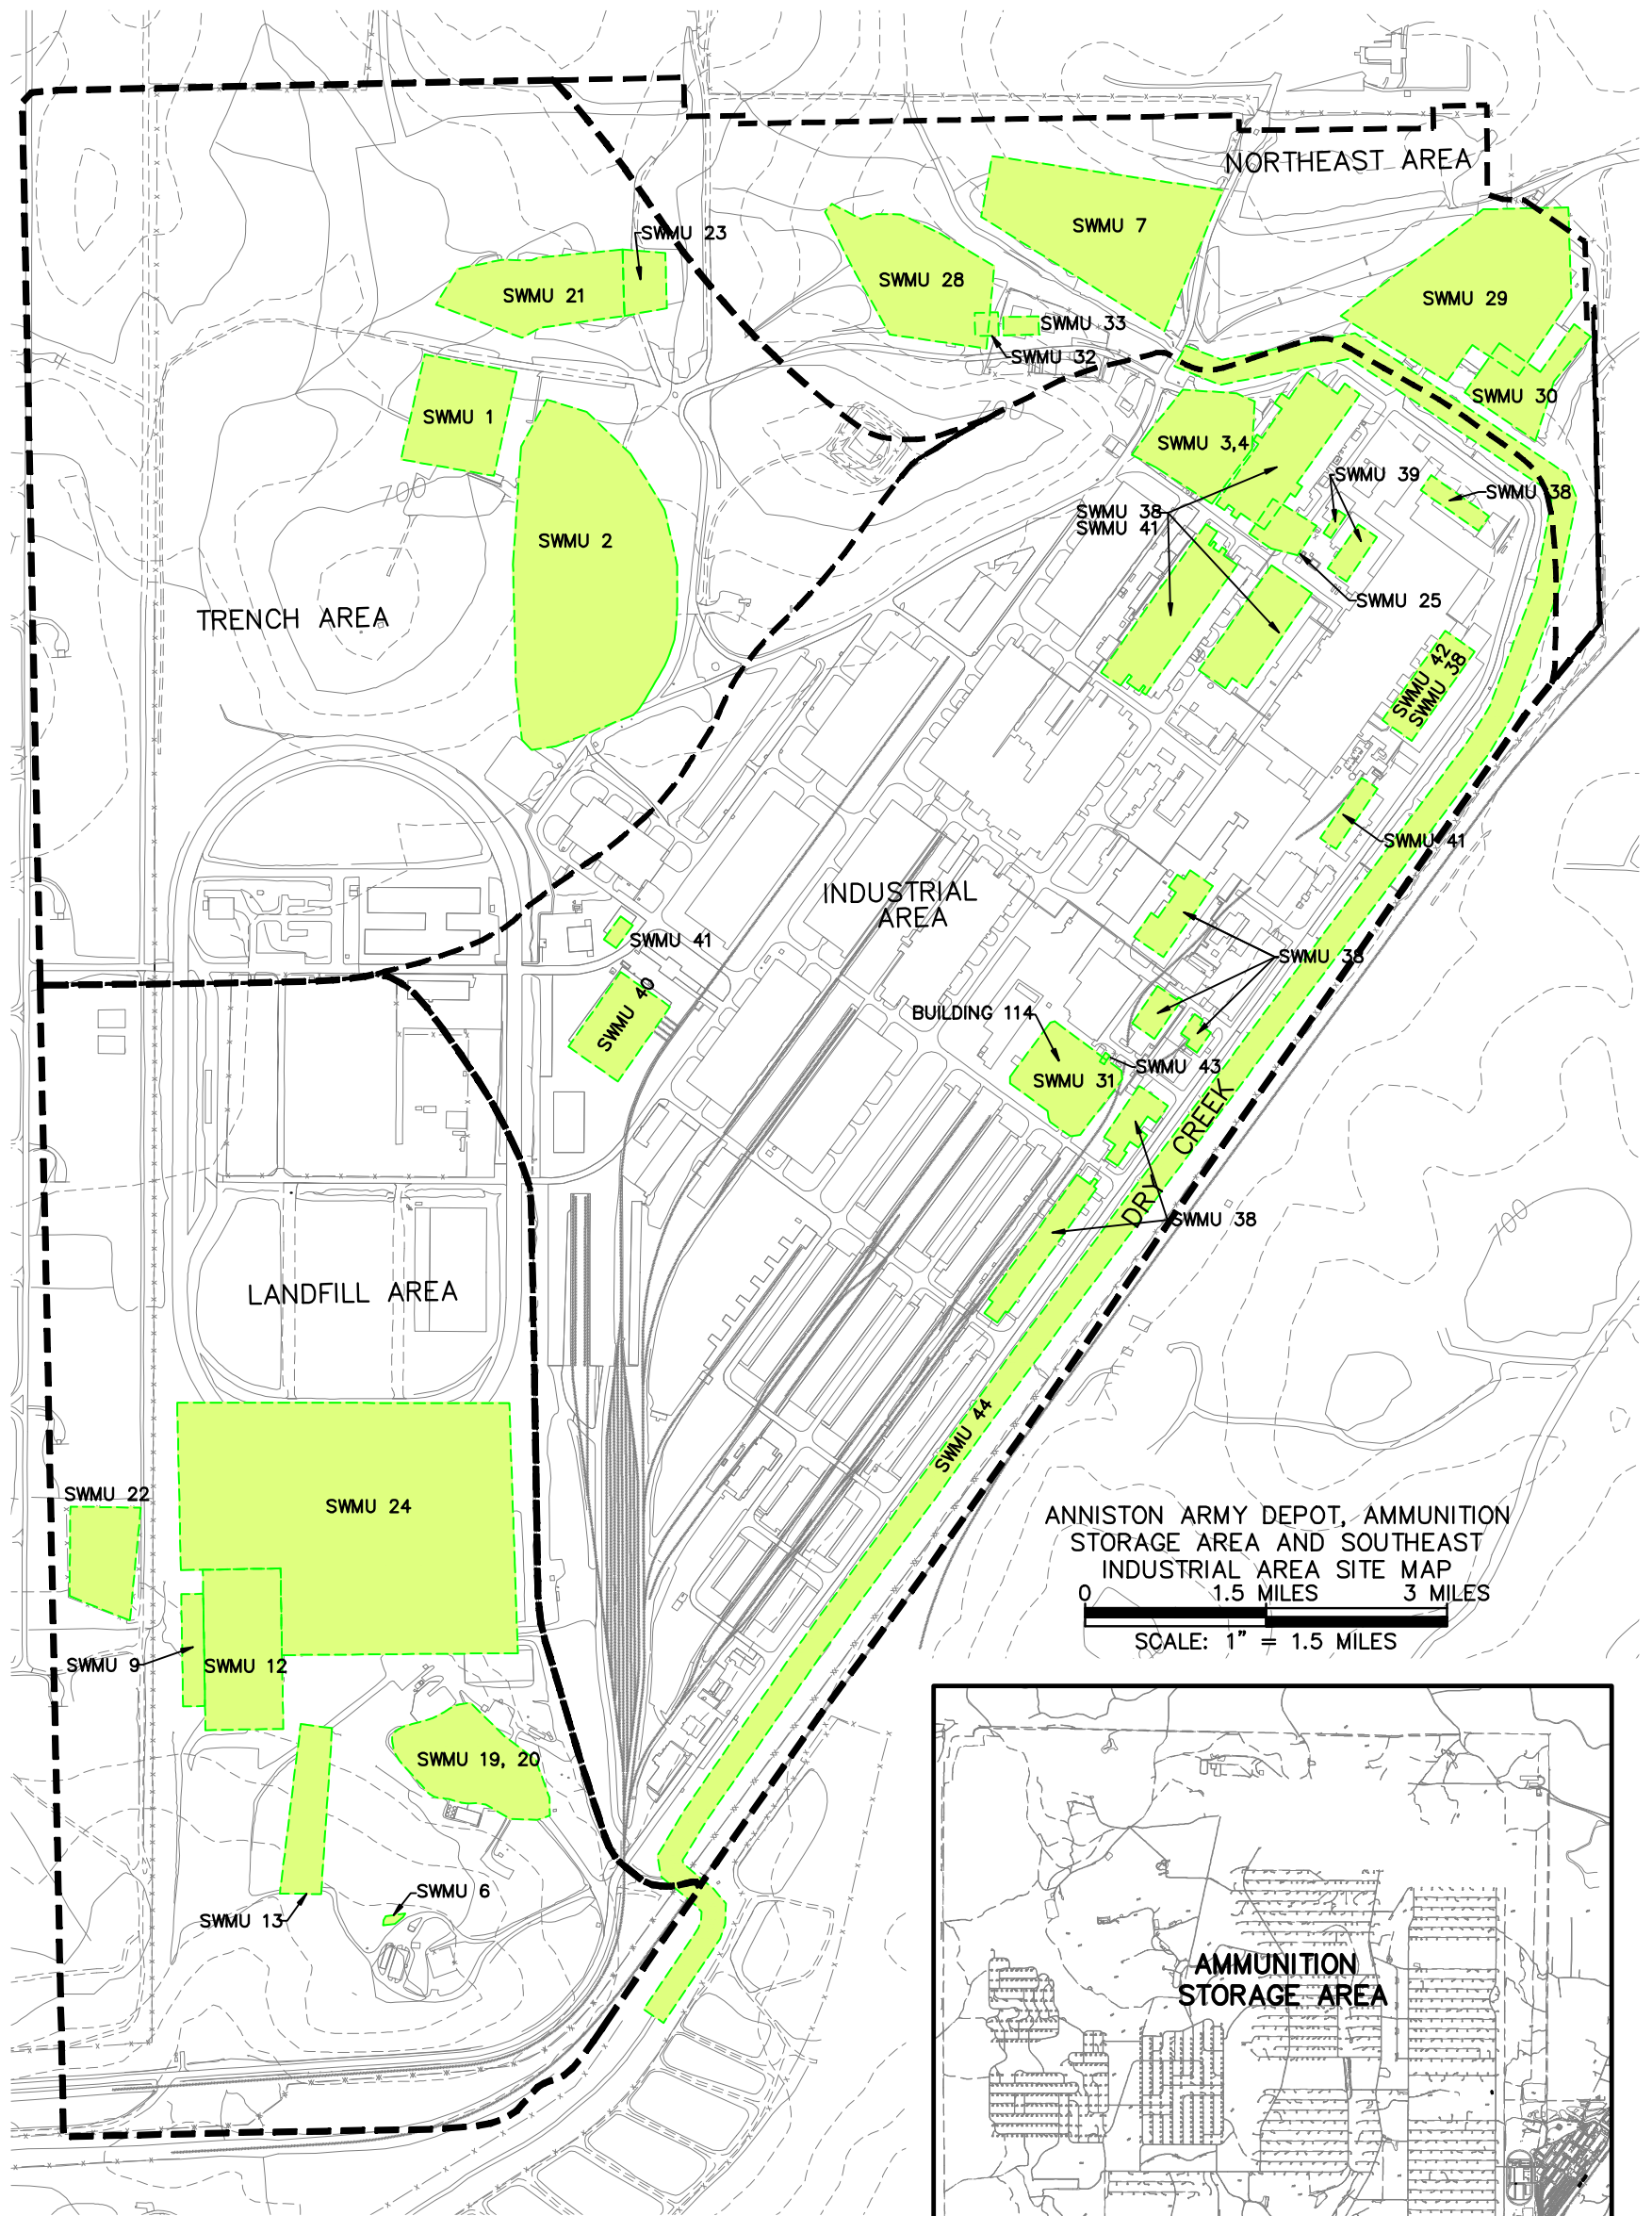 NORTHEAST AREA
SWMU 7
SWMU 23
SWMU 28
SWMU 21
SWMU 29
SWMU 33
SWMU 32
SWMU 30
SWMU 1
SWMU 3,4
SWMU 39
SWMU 38
SWMU 38
SWMU 41
SWMU 2
700
700
SWMU 25
TRENCH AREA
SWMU 42
SWMU 38
SWMU 41
INDUSTRIAL
AREA
SWMU 41
SWMU 38
SWMU 40
BUILDING 114
SWMU 43
SWMU 31
DRY CREEK
SWMU 38
700
LANDFILL AREA
SWMU 44
SWMU 22
SWMU 24
ANNISTON ARMY DEPOT, AMMUNITION
STORAGE AREA AND SOUTHEAST
INDUSTRIAL AREA SITE MAP
0 1.5 MILES 3 MILES
SCALE: 1" = 1.5 MILES
SWMU 9
SWMU 12
SWMU 19, 20
SWMU 6
SWMU 13
AMMUNITION
STORAGE AREA